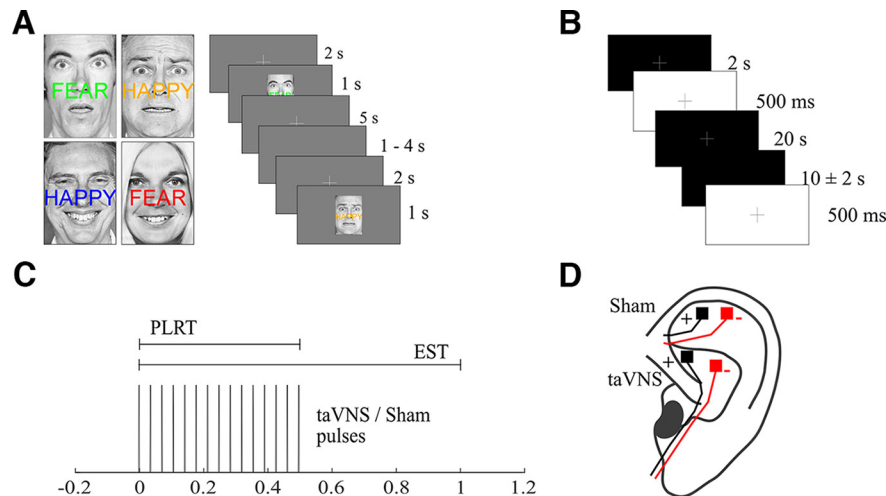 A
FEAR
HAPPY
HAPPY
FEAR
2 s
1 s
FEAR
5 s
1 - 4 s
2 s
HAPPY
1 s
B
2 s
500 ms
20 s
10 ± 2 s
500 ms
C
PLRT
EST
taVNS / Sham
pulses
-0.2 0 0.2 0.4 0.6 0.8 1 1.2
D
Sham
+ -
taVNS
+ -